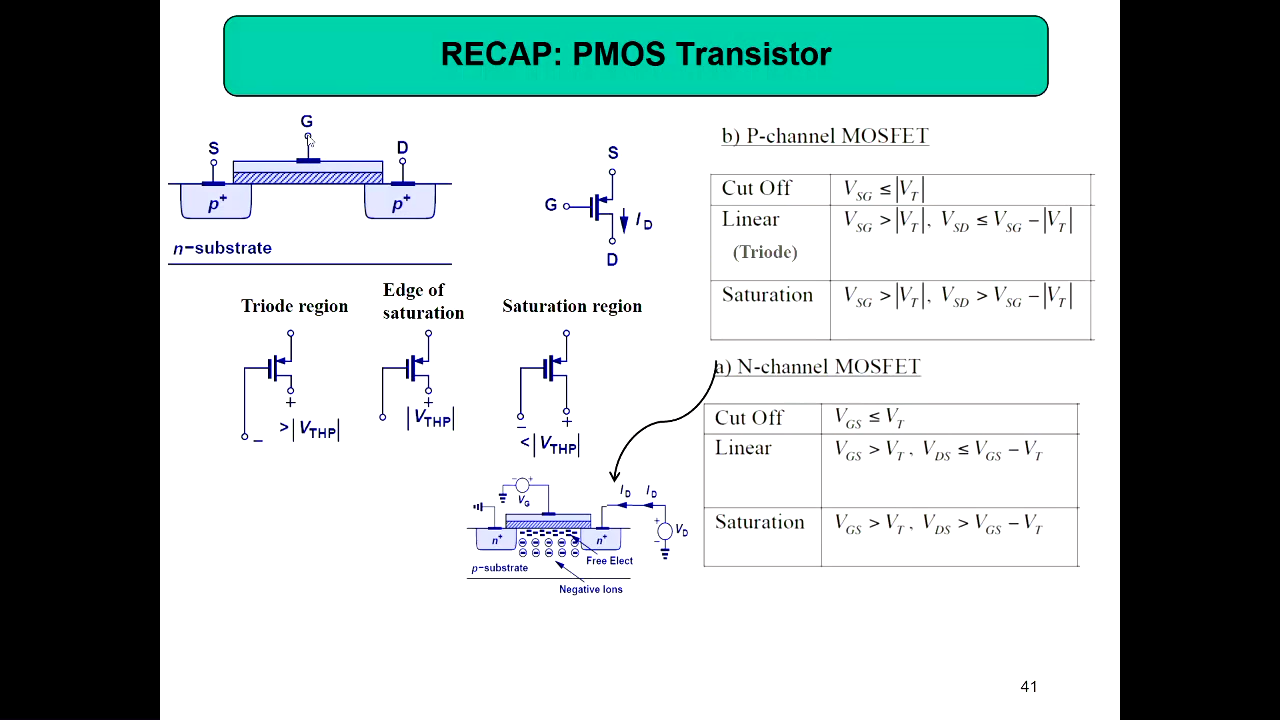 RECAP: PMOS Transistor
G
S
D
p+
p+
n-substrate
S
G
I_D
D
Triode region
Edge of
saturation
Saturation region
+
− >|V_THP|
+
|V_THP|
− +
<|V_THP|
b) P-channel MOSFET
Cut Off V_SG ≤ |V_T|
Linear V_SG > |V_T|, V_SD ≤ V_SG − |V_T|
(Triode)
Saturation V_SG > |V_T|, V_SD > V_SG − |V_T|
a) N-channel MOSFET
Cut Off V_GS ≤ V_T
Linear V_GS > V_T, V_DS ≤ V_GS − V_T
Saturation V_GS > V_T, V_DS > V_GS − V_T
− +
V_G
I_D I_D
+
V_D
−
n+
n+
Free Elect
p-substrate
Negative Ions
41